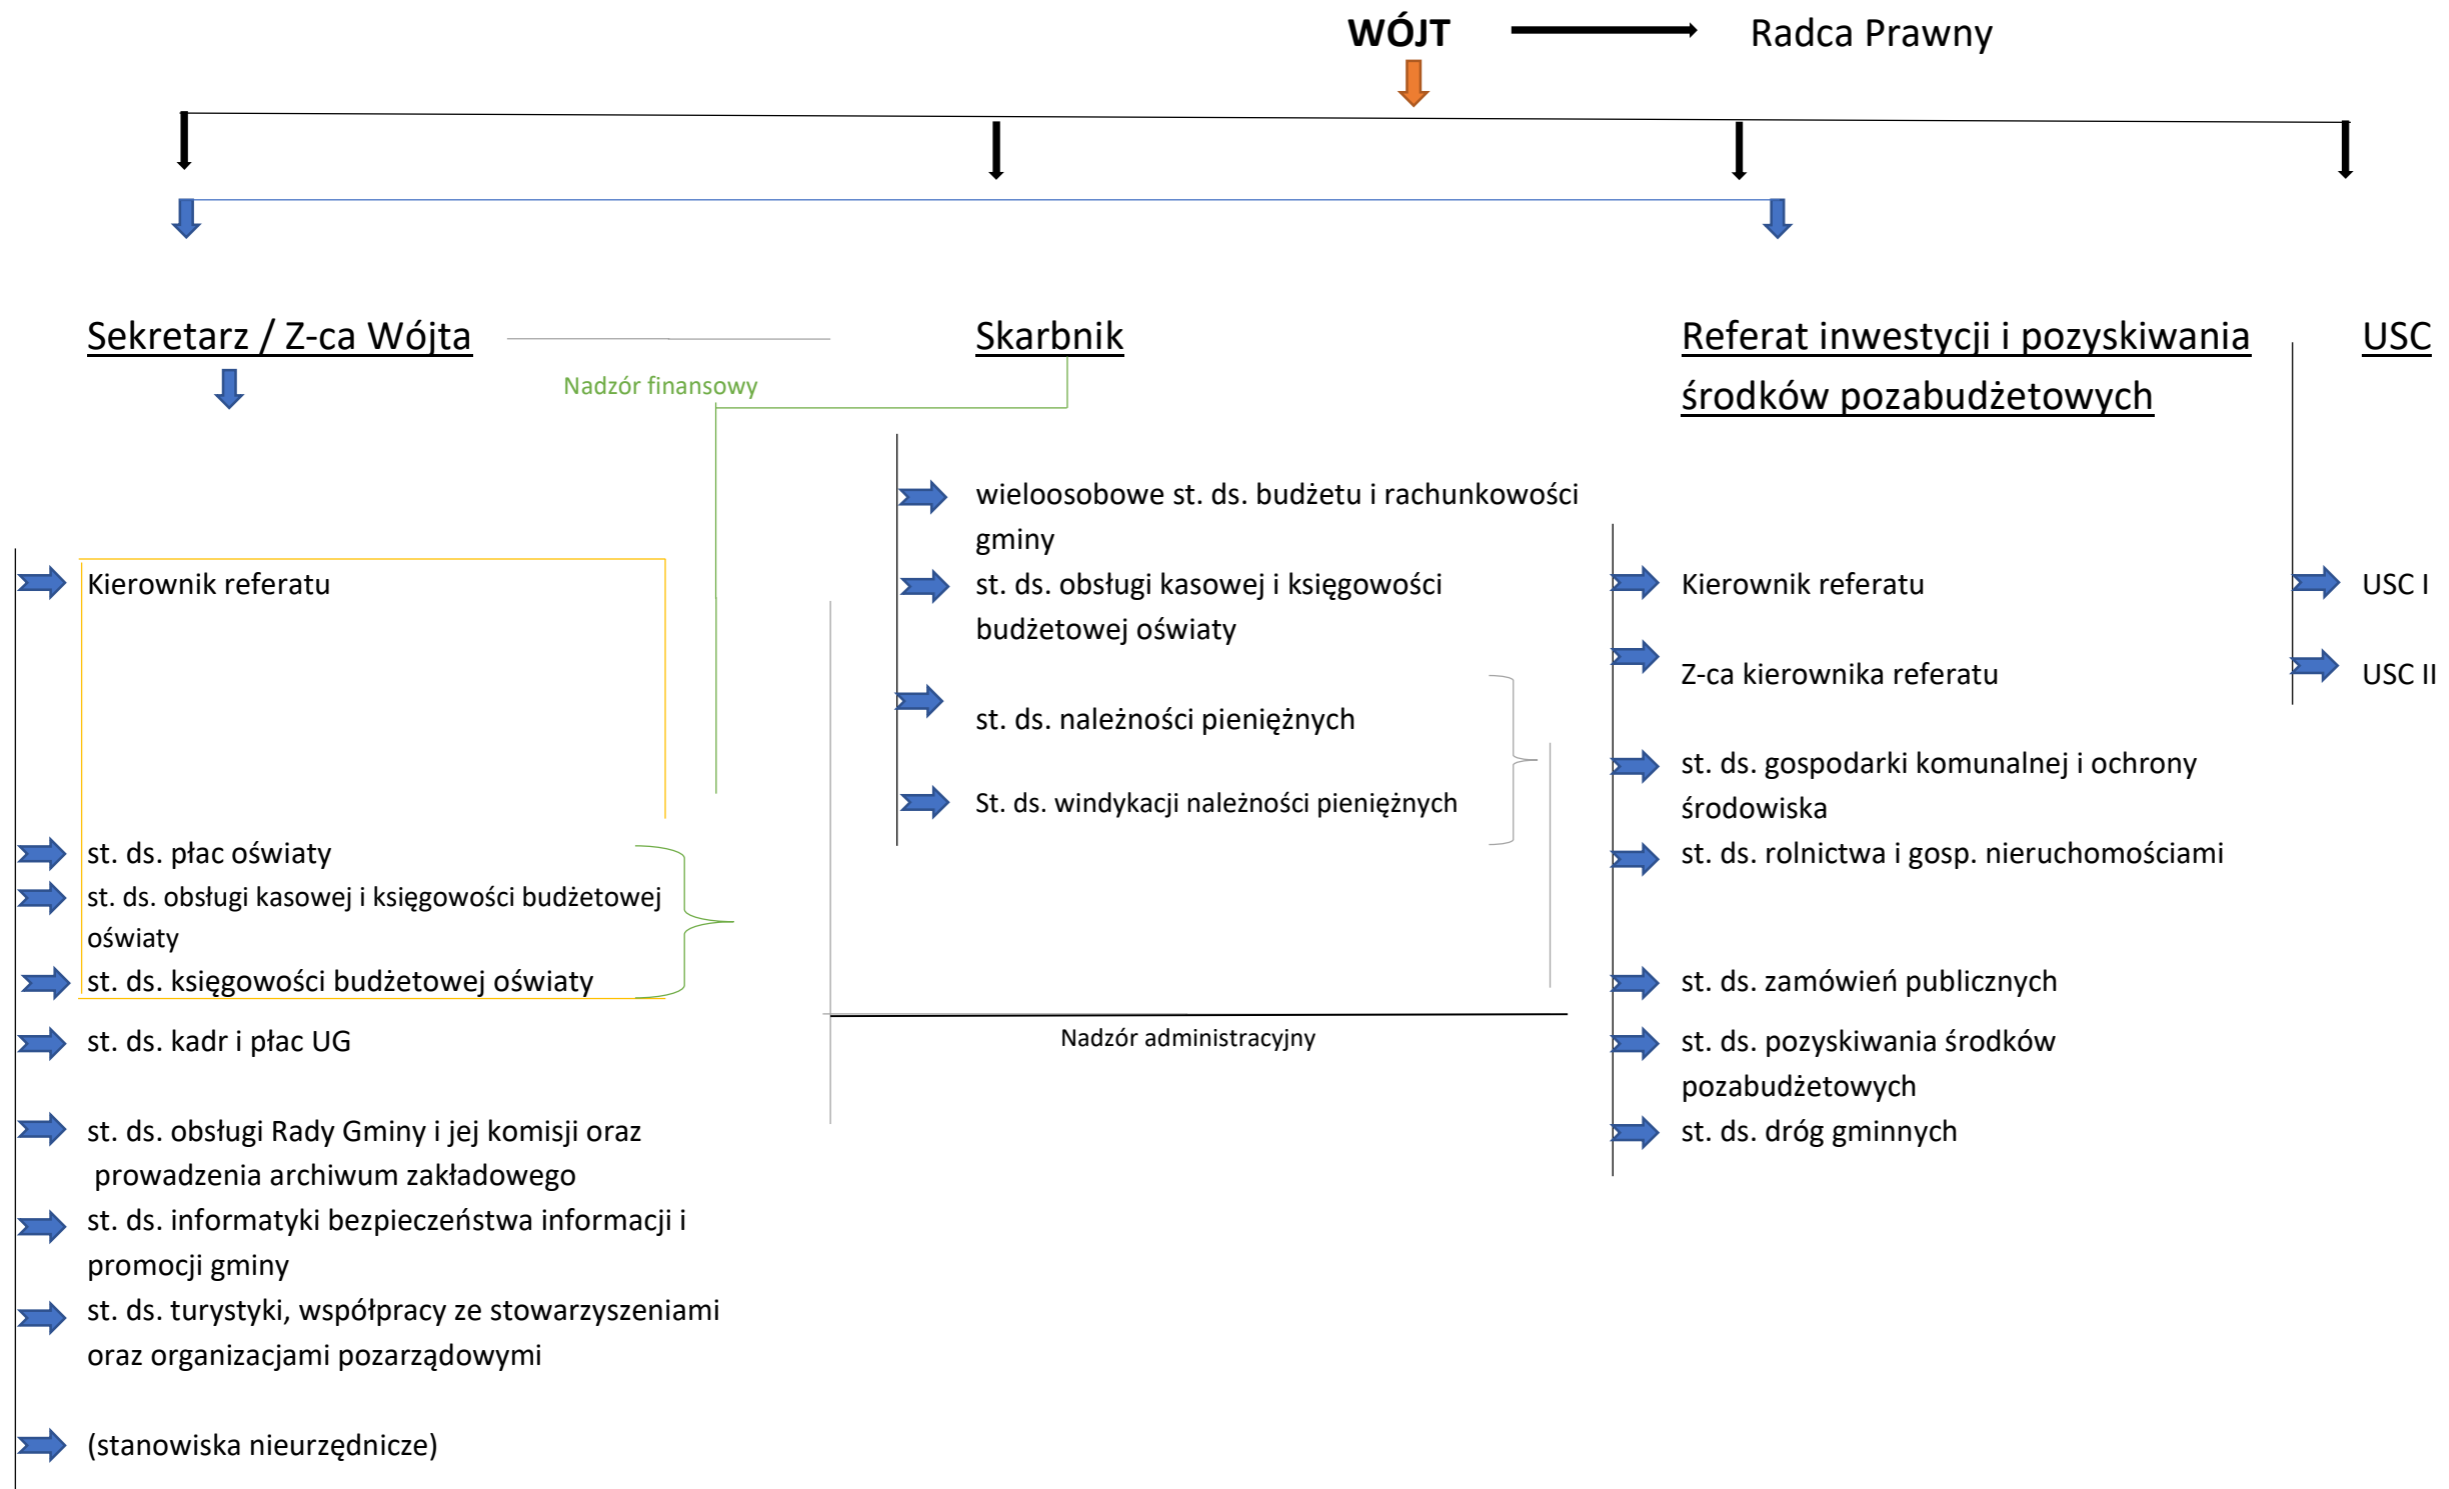 WÓJT
Radca Prawny
Sekretarz / Z-ca Wójta
Nadzór finansowy
Kierownik referatu
st. ds. płac oświaty
st. ds. obsługi kasowej i księgowości budżetowej
oświaty
st. ds. księgowości budżetowej oświaty
st. ds. kadr i płac UG
st. ds. obsługi Rady Gminy i jej komisji oraz
prowadzenia archiwum zakładowego
st. ds. informatyki bezpieczeństwa informacji i
promocji gminy
st. ds. turystyki, współpracy ze stowarzyszeniami
oraz organizacjami pozarządowymi
(stanowiska nieurzędnicze)
Skarbnik
wieloosobowe st. ds. budżetu i rachunkowości
gminy
st. ds. obsługi kasowej i księgowości
budżetowej oświaty
st. ds. należności pieniężnych
St. ds. windykacji należności pieniężnych
Nadzór administracyjny
Referat inwestycji i pozyskiwania
środków pozabudżetowych
Kierownik referatu
Z-ca kierownika referatu
st. ds. gospodarki komunalnej i ochrony
środowiska
st. ds. rolnictwa i gosp. nieruchomościami
st. ds. zamówień publicznych
st. ds. pozyskiwania środków
pozabudżetowych
st. ds. dróg gminnych
USC
USC I
USC II